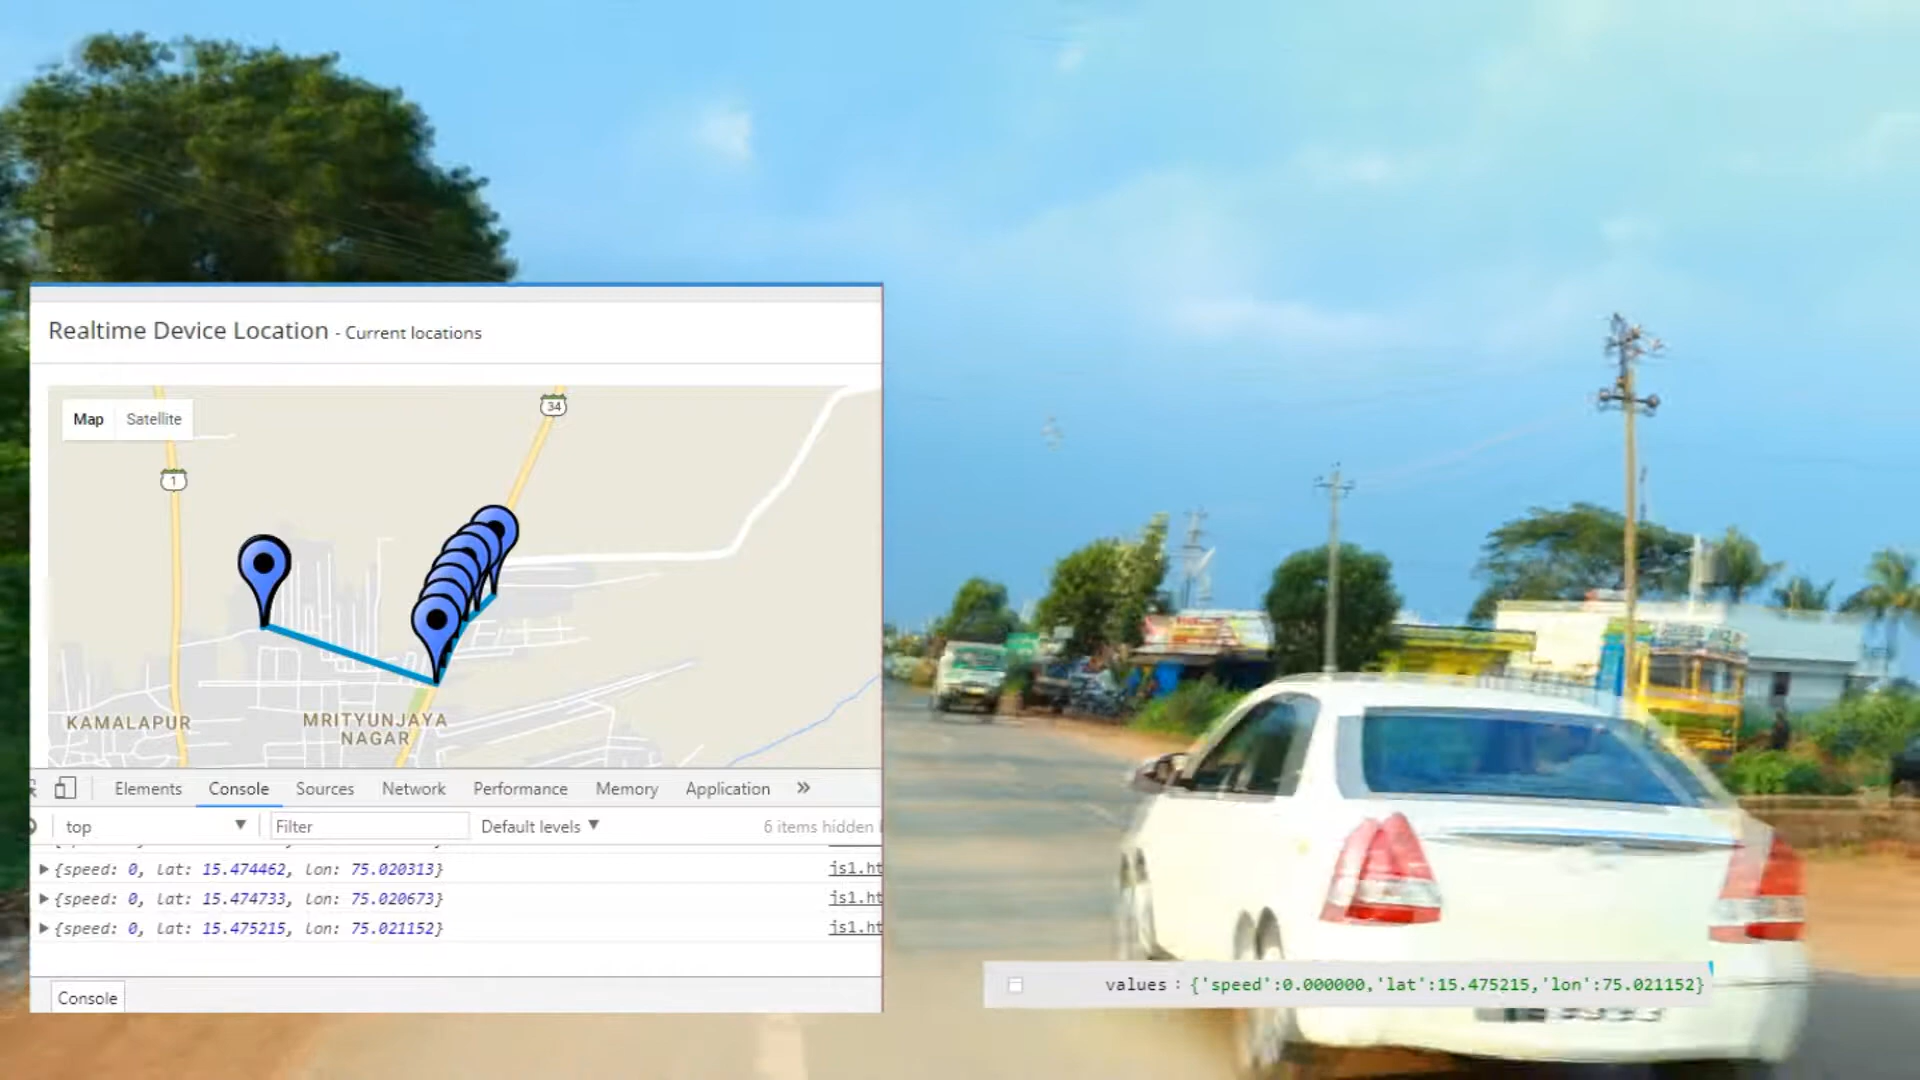 Realtime Device Location - Current locations
Map Satellite
34
1
KAMALAPUR
MRITYUNJAYA
NAGAR
Elements Console Sources Network Performance Memory Application »
top Filter Default levels 6 items hidden
{speed: 0, lat: 15.474462, lon: 75.020313} js1.ht
{speed: 0, lat: 15.474733, lon: 75.020673} js1.ht
{speed: 0, lat: 15.475215, lon: 75.021152} js1.ht
Console
values : {'speed':0.000000,'lat':15.475215,'lon':75.021152}